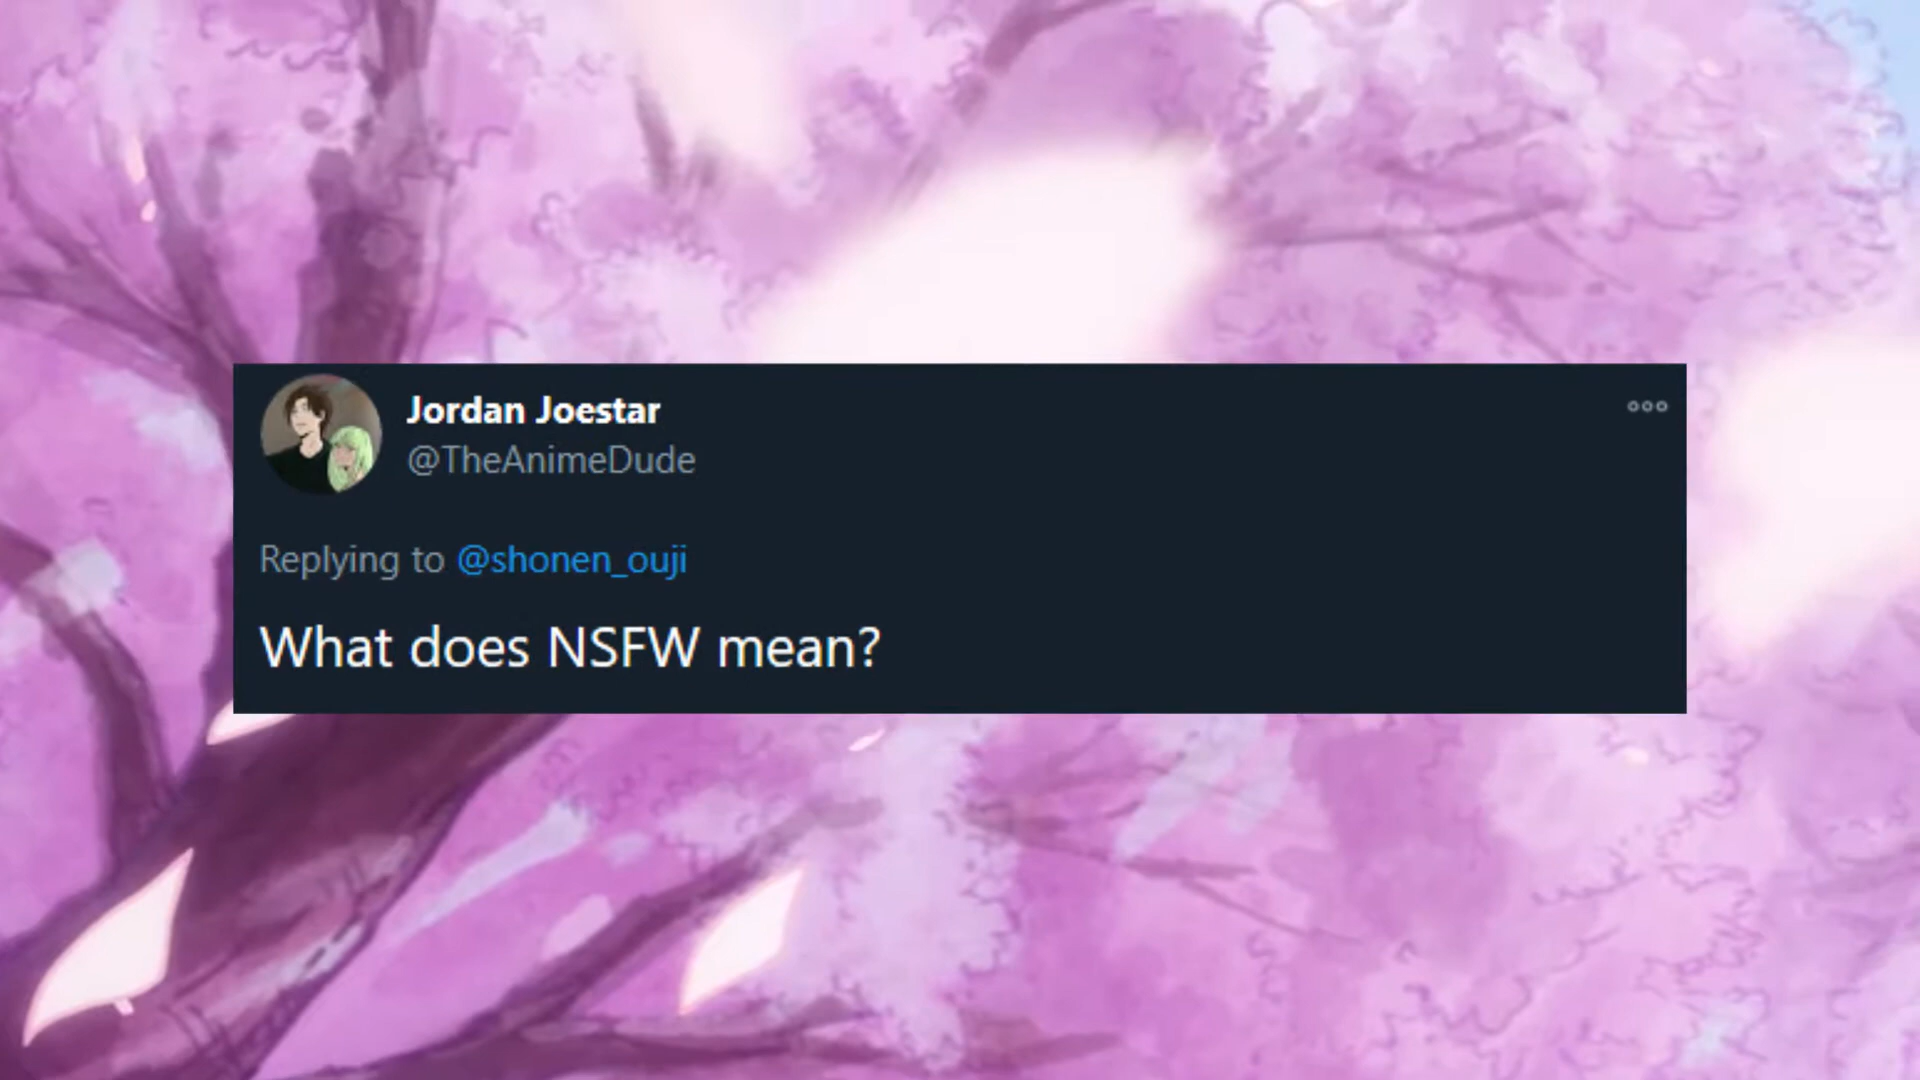 Jordan Joestar
@TheAnimeDude
Replying to @shonen_ouji
What does NSFW mean?